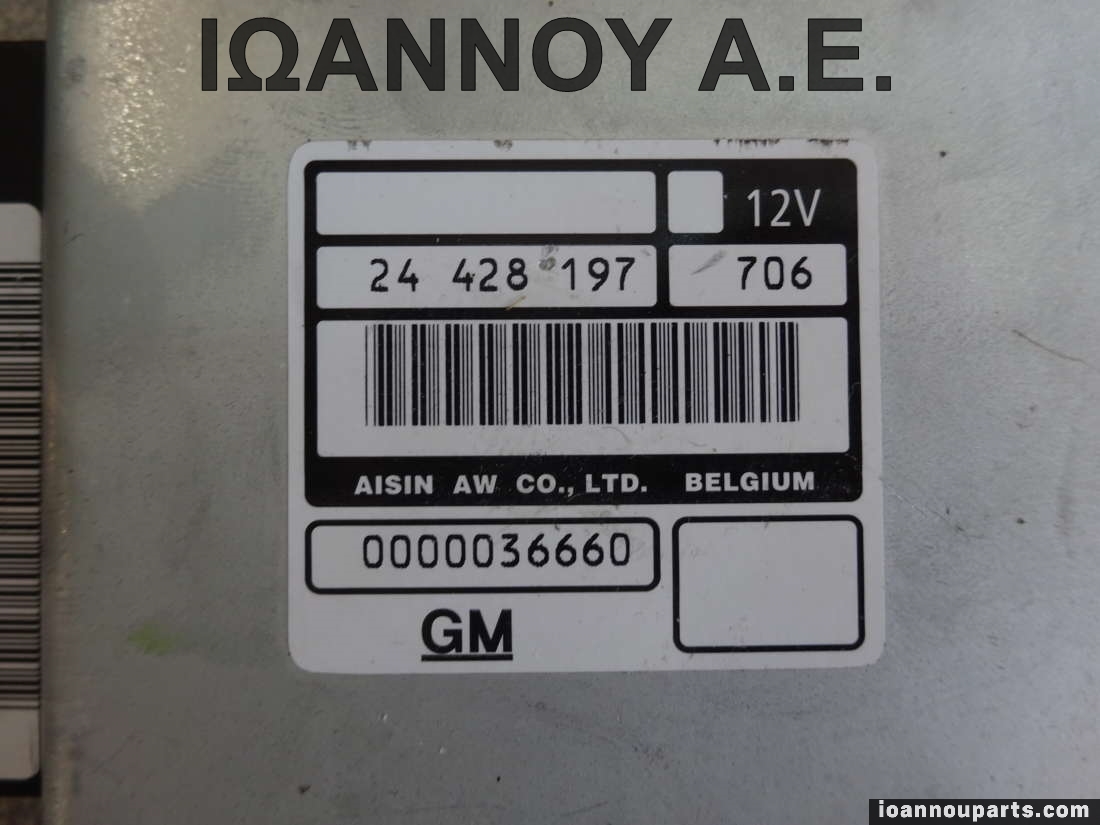 ΙΩΑΝΝΟΥ Α.Ε.
12V
24 428 197 706
AISIN AW CO., LTD. BELGIUM
0000036660
GM
ioannouparts.com